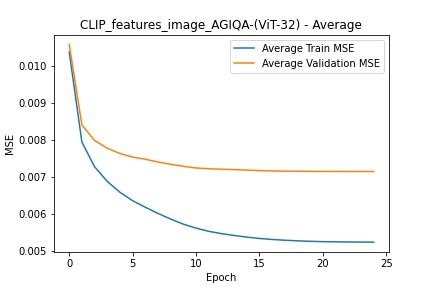 CLIP_features_image_AGIQA-(ViT-32) - Average
Average Train MSE
Average Validation MSE
0.010
0.009
0.008
0.007
0.006
0.005
MSE
0
5
10
15
20
25
Epoch